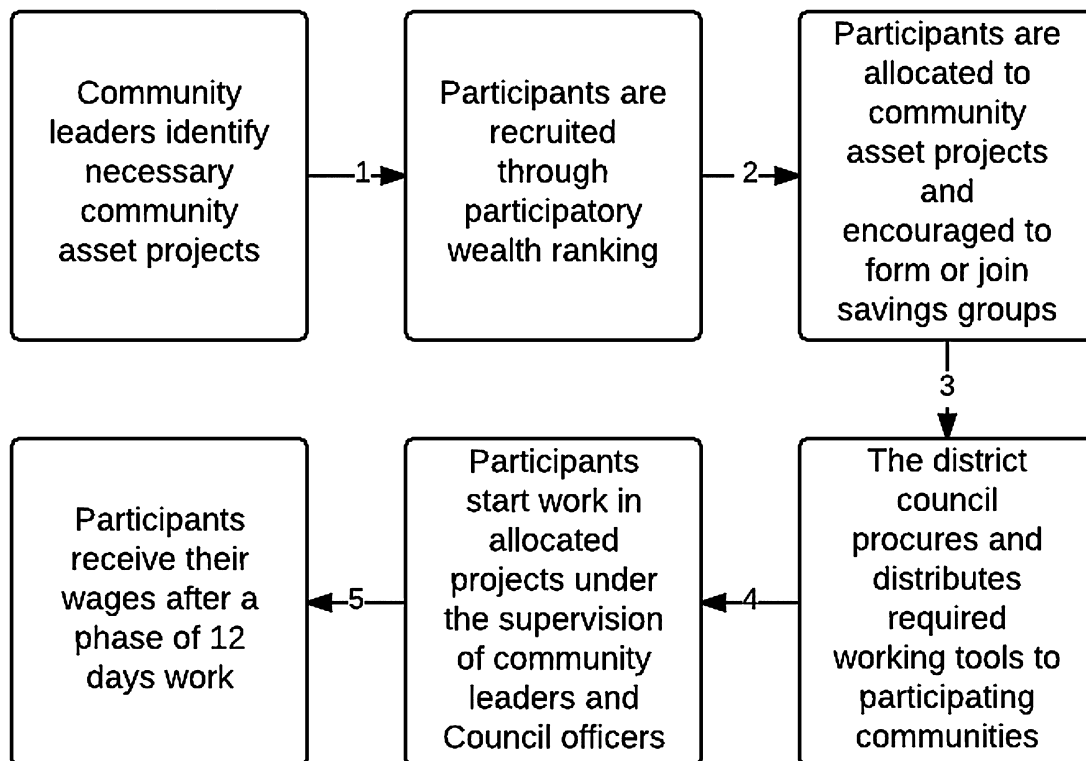 Community
leaders identify
necessary
community
asset projects
1
Participants are
recruited
through
participatory
wealth ranking
2
Participants are
allocated to
community
asset projects
and
encouraged to
form or join
savings groups
3
The district
council
procures and
distributes
required
working tools to
participating
communities
4
Participants
start work in
allocated
projects under
the supervision
of community
leaders and
Council officers
5
Participants
receive their
wages after a
phase of 12
days work